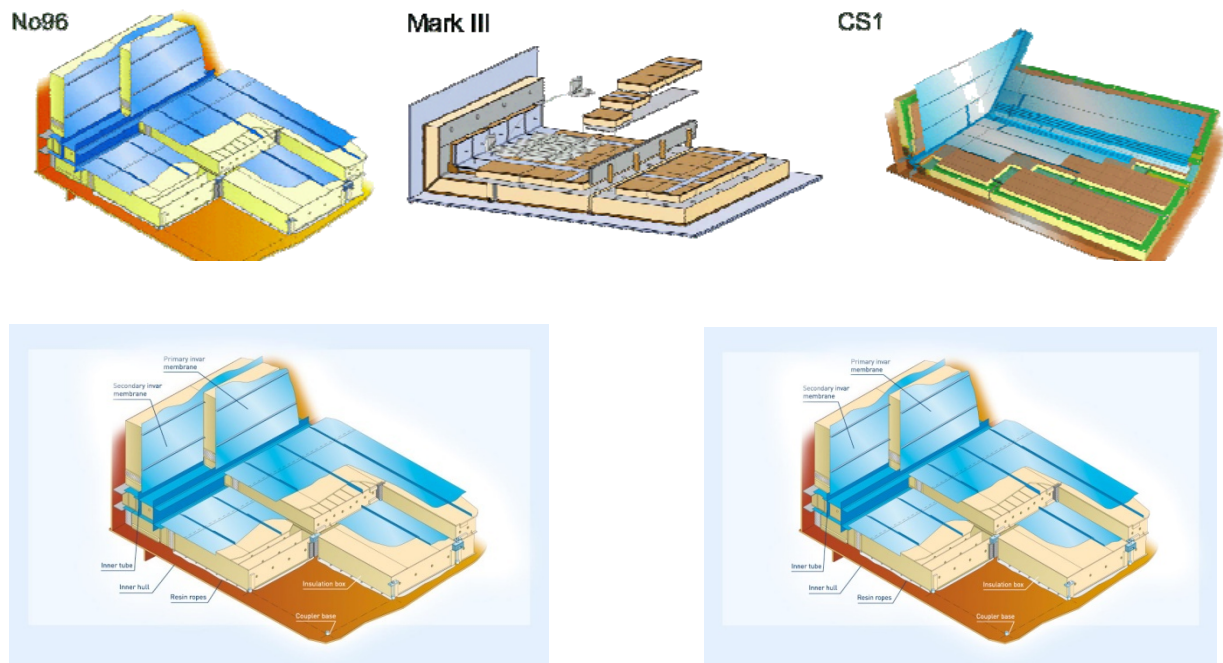 No96
Mark III
CS1
Primary invar
membrane
Secondary invar
membrane
Inner tube
Inner hull
Resin ropes
Insulation box
Coupler base
Primary invar
membrane
Secondary invar
membrane
Inner tube
Inner hull
Resin ropes
Insulation box
Coupler base